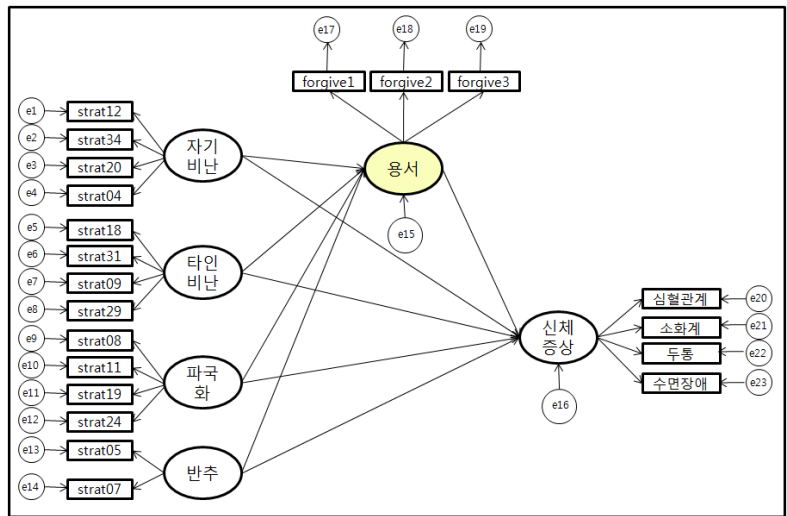 e17
e18
e19
forgive1
forgive2
forgive3
e1
strat12
e2
strat34
e3
strat20
e4
strat04
자기
비난
용서
e15
e5
strat18
e6
strat31
e7
strat09
e8
strat29
타인
비난
e9
strat08
e10
strat11
e11
strat19
e12
strat24
파국
화
e13
strat05
e14
strat07
반추
신체
증상
e16
심혈관계
e20
소화계
e21
두통
e22
수면장애
e23